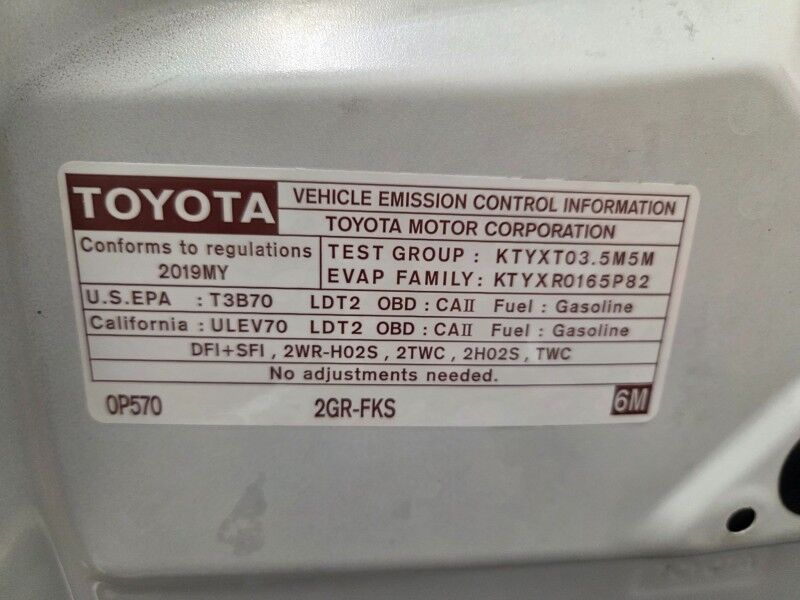 TOYOTA
VEHICLE EMISSION CONTROL INFORMATION
TOYOTA MOTOR CORPORATION
Conforms to regulations
2019MY
TEST GROUP : KTYXT03.5M5M
EVAP FAMILY: KTYXR0165P82
U.S.EPA : T3B70 LDT2 OBD : CAII Fuel : Gasoline
California : ULEV70 LDT2 OBD : CAII Fuel : Gasoline
DFI+SFI , 2WR-HO2S , 2TWC , 2HO2S , TWC
No adjustments needed.
0P570 2GR-FKS 6M